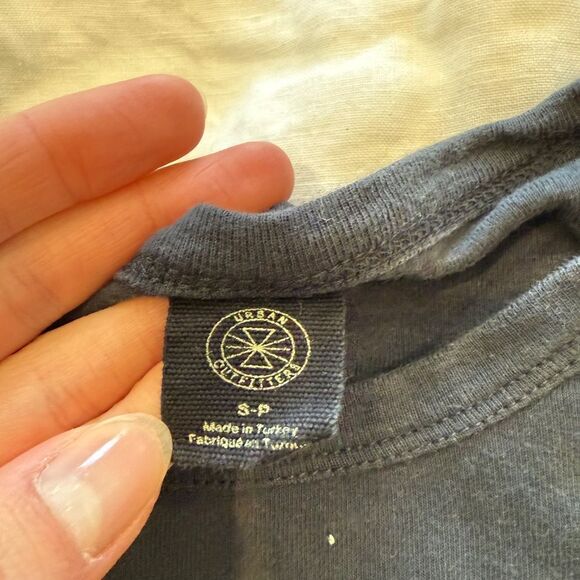 URBAN
OUTFITTERS
S-P
Made in Turkey
Fabriqué en